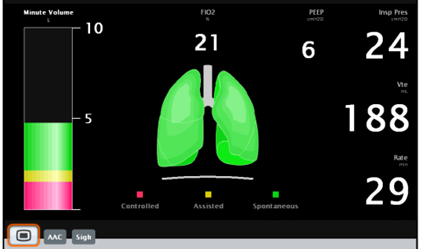 Minute Volume
L
10
5
FIO2
%
21
PEEP
cmH2O
6
Insp Pres
cmH2O
24
Vte
mL
188
Rate
/min
29
Controlled
Assisted
Spontaneous
AAC
Sigh